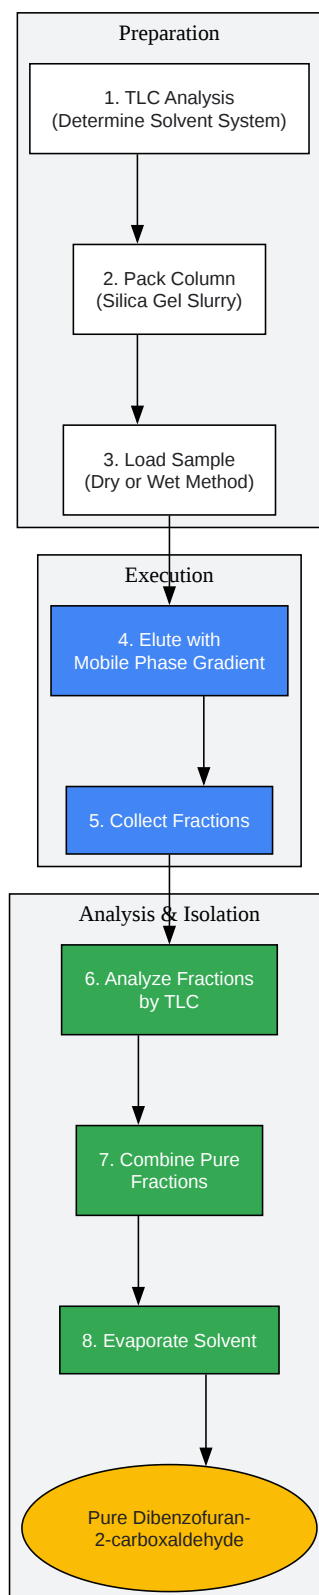 Preparation
1. TLC Analysis
(Determine Solvent System)
2. Pack Column
(Silica Gel Slurry)
3. Load Sample
(Dry or Wet Method)
Execution
4. Elute with
Mobile Phase Gradient
5. Collect Fractions
Analysis & Isolation
6. Analyze Fractions
by TLC
7. Combine Pure
Fractions
8. Evaporate Solvent
Pure Dibenzofuran-
2-carboxaldehyde